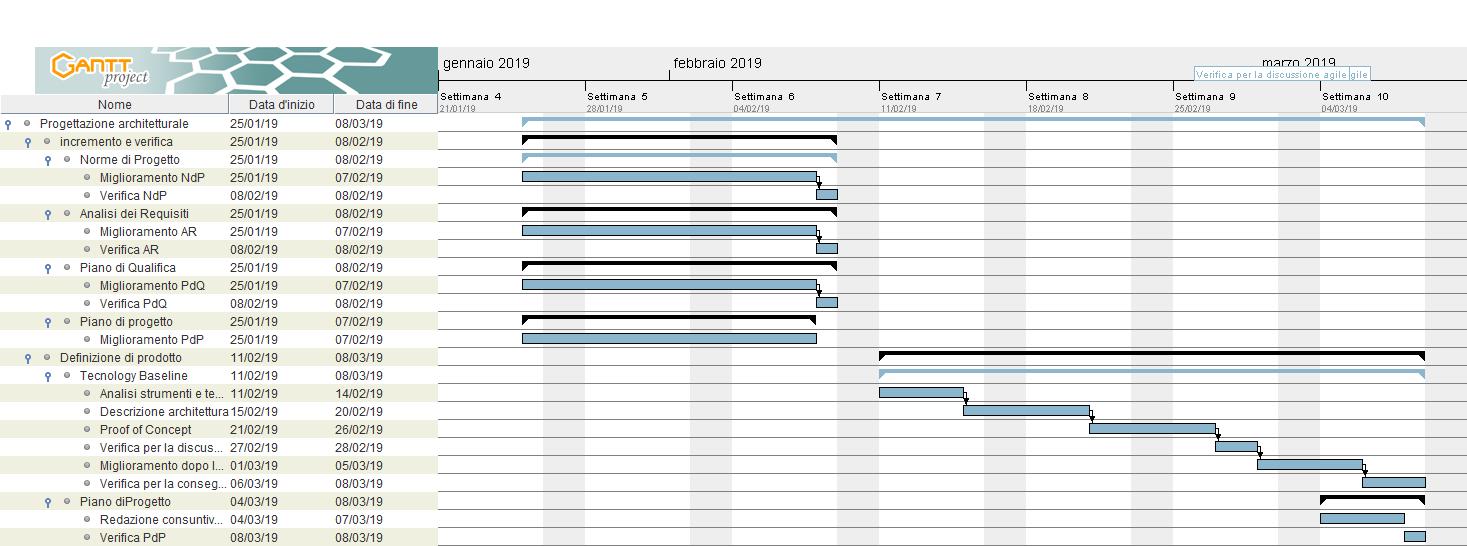 GANTT project
gennaio 2019 febbraio 2019 marzo 2019
Verifica per la discussione agile gile
Settimana 4 Settimana 5 Settimana 6 Settimana 7 Settimana 8 Settimana 9 Settimana 10
21/01/19 28/01/19 04/02/19 11/02/19 18/02/19 25/02/19 04/03/19
Nome Data d'inizio Data di fine
Progettazione architetturale 25/01/19 08/03/19
incremento e verifica 25/01/19 08/02/19
Norme di Progetto 25/01/19 08/02/19
Miglioramento NdP 25/01/19 07/02/19
Verifica NdP 08/02/19 08/02/19
Analisi dei Requisiti 25/01/19 08/02/19
Miglioramento AR 25/01/19 07/02/19
Verifica AR 08/02/19 08/02/19
Piano di Qualifica 25/01/19 08/02/19
Miglioramento PdQ 25/01/19 07/02/19
Verifica PdQ 08/02/19 08/02/19
Piano di progetto 25/01/19 07/02/19
Miglioramento PdP 25/01/19 07/02/19
Definizione di prodotto 11/02/19 08/03/19
Tecnology Baseline 11/02/19 08/03/19
Analisi strumenti e te... 11/02/19 14/02/19
Descrizione architettura 15/02/19 20/02/19
Proof of Concept 21/02/19 26/02/19
Verifica per la discus... 27/02/19 28/02/19
Miglioramento dopo l... 01/03/19 05/03/19
Verifica per la conseg... 06/03/19 08/03/19
Piano diProgetto 04/03/19 08/03/19
Redazione consuntiv... 04/03/19 07/03/19
Verifica PdP 08/03/19 08/03/19